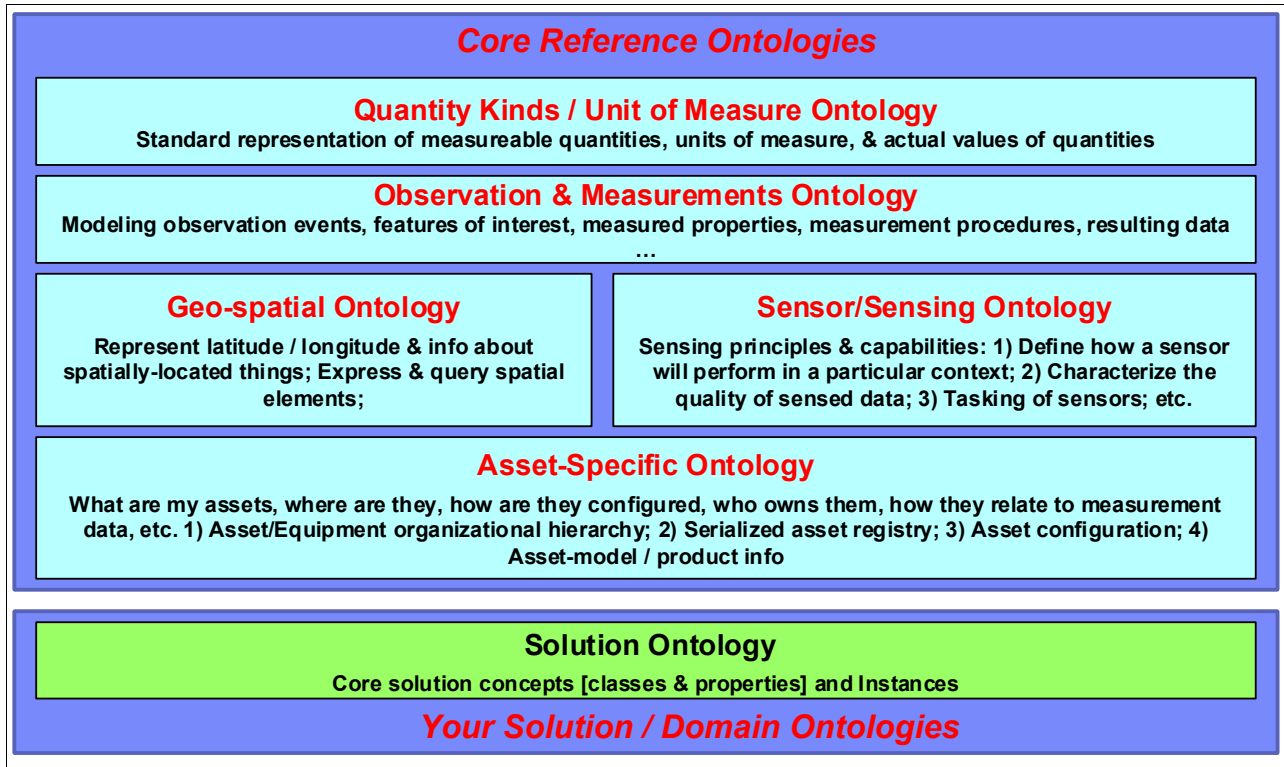 Core Reference Ontologies
Quantity Kinds / Unit of Measure Ontology
Standard representation of measureable quantities, units of measure, & actual values of quantities
Observation & Measurements Ontology
Modeling observation events, features of interest, measured properties, measurement procedures, resulting data
...
Geo-spatial Ontology
Represent latitude / longitude & info about
spatially-located things; Express & query spatial
elements;
Sensor/Sensing Ontology
Sensing principles & capabilities: 1) Define how a sensor
will perform in a particular context; 2) Characterize the
quality of sensed data; 3) Tasking of sensors; etc.
Asset-Specific Ontology
What are my assets, where are they, how are they configured, who owns them, how they relate to measurement
data, etc. 1) Asset/Equipment organizational hierarchy; 2) Serialized asset registry; 3) Asset configuration; 4)
Asset-model / product info
Solution Ontology
Core solution concepts [classes & properties] and Instances
Your Solution / Domain Ontologies